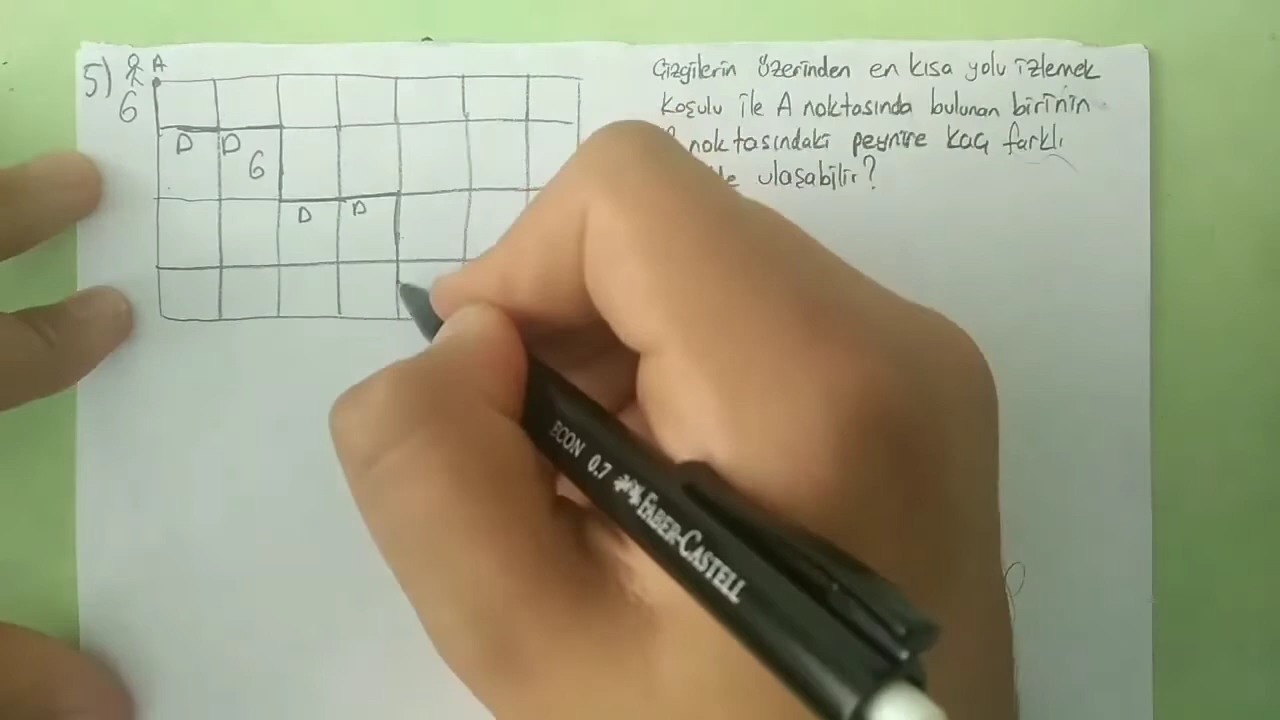 5) A
6
D D
6
D D
Çizgilerin üzerinden en kısa yolu izlemek
koşulu ile A noktasında bulunan birinin
noktasındaki peynire kaç farklı
ulaşabilir?
ECON 0.7 FABER-CASTELL